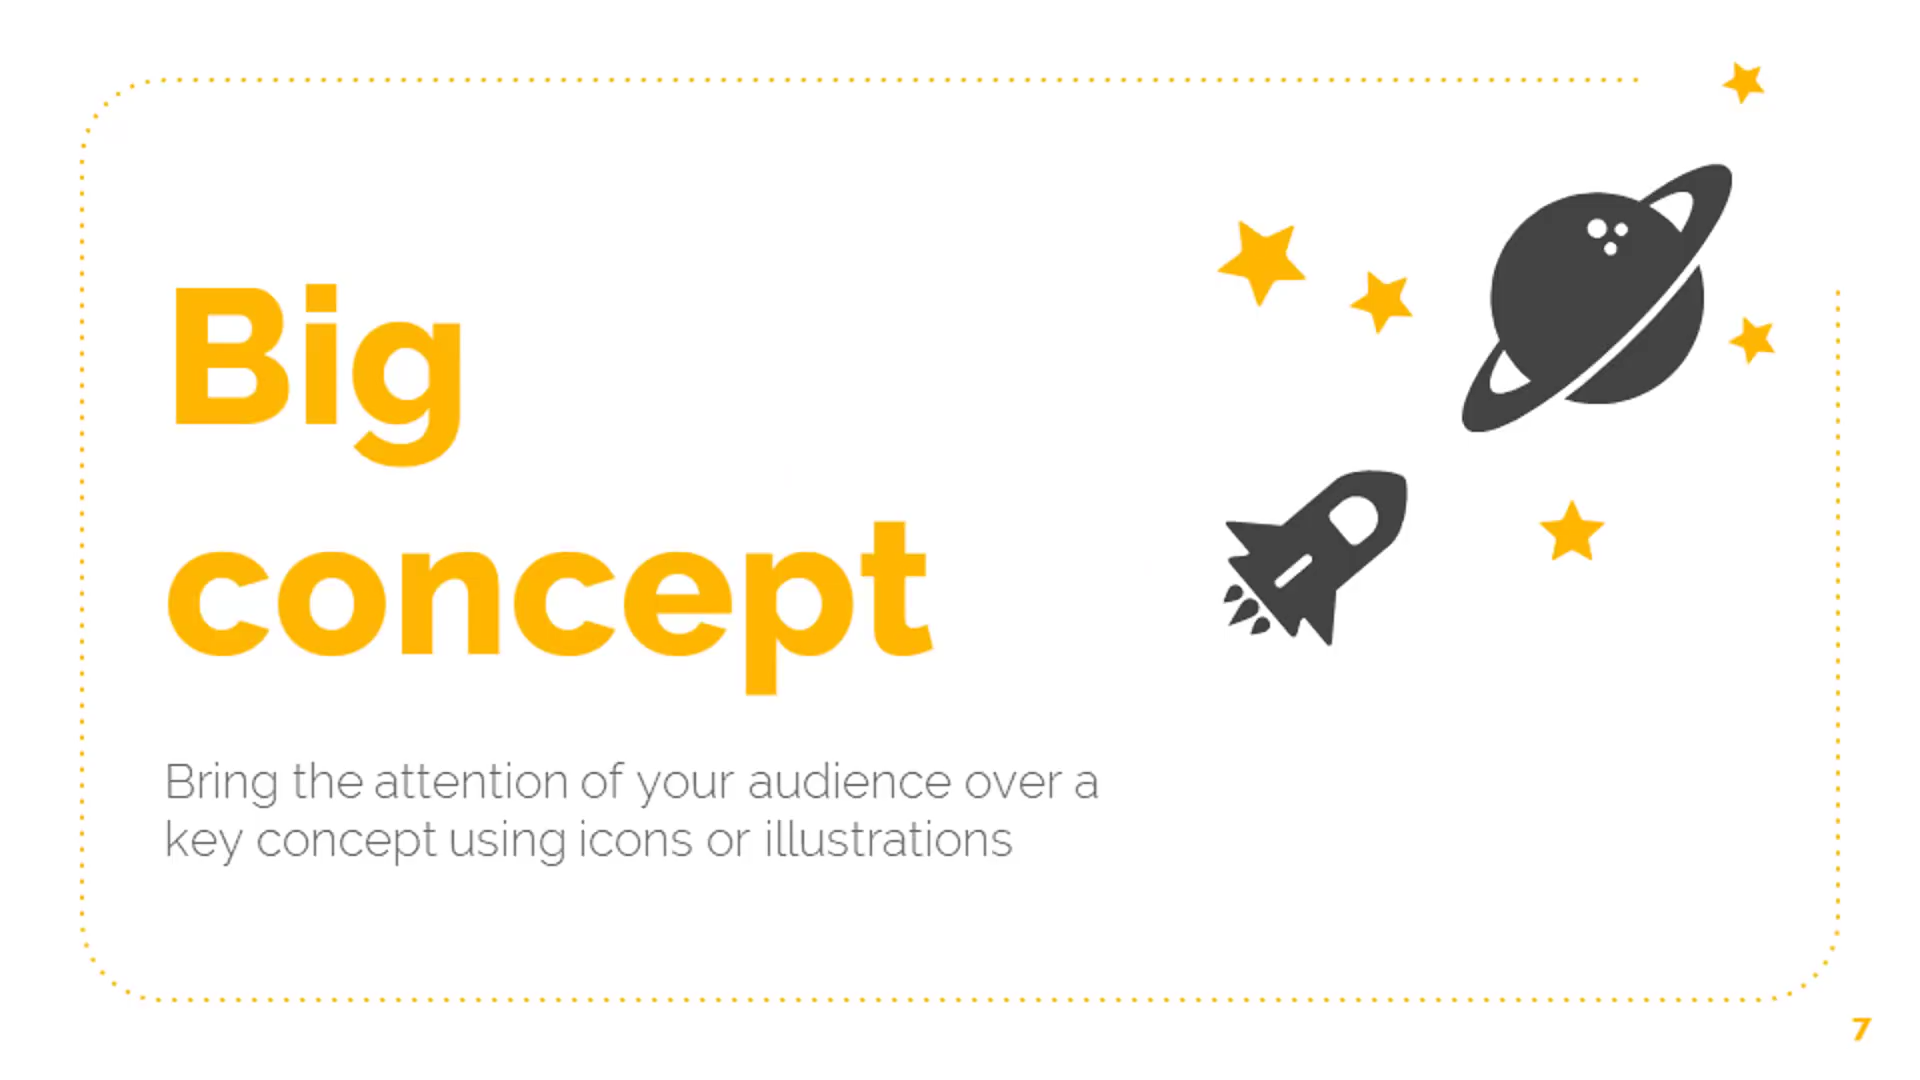 Big
concept
Bring the attention of your audience over a
key concept using icons or illustrations
7